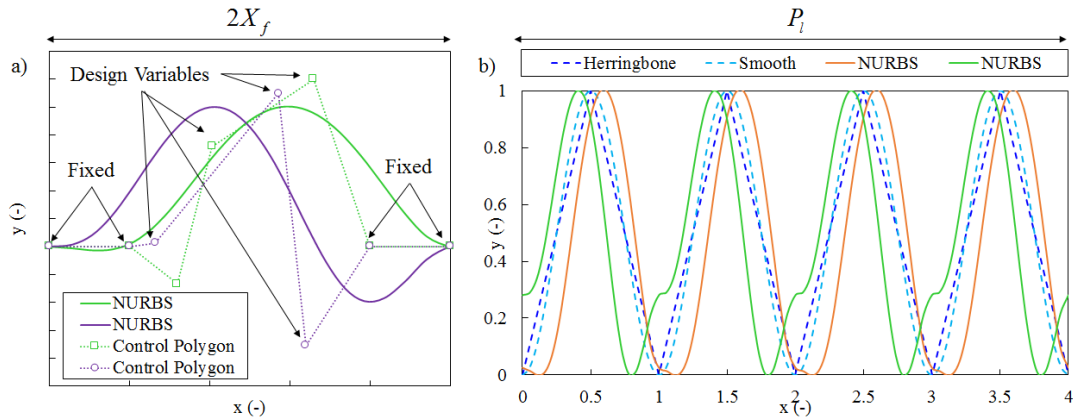 2X_f
a)
Design Variables
Fixed
Fixed
y (-)
NURBS
NURBS
Control Polygon
Control Polygon
x (-)
P_l
b)
Herringbone Smooth NURBS NURBS
1
0.8
0.6
0.4
0.2
0
y (-)
0 0.5 1 1.5 2 2.5 3 3.5 4
x (-)